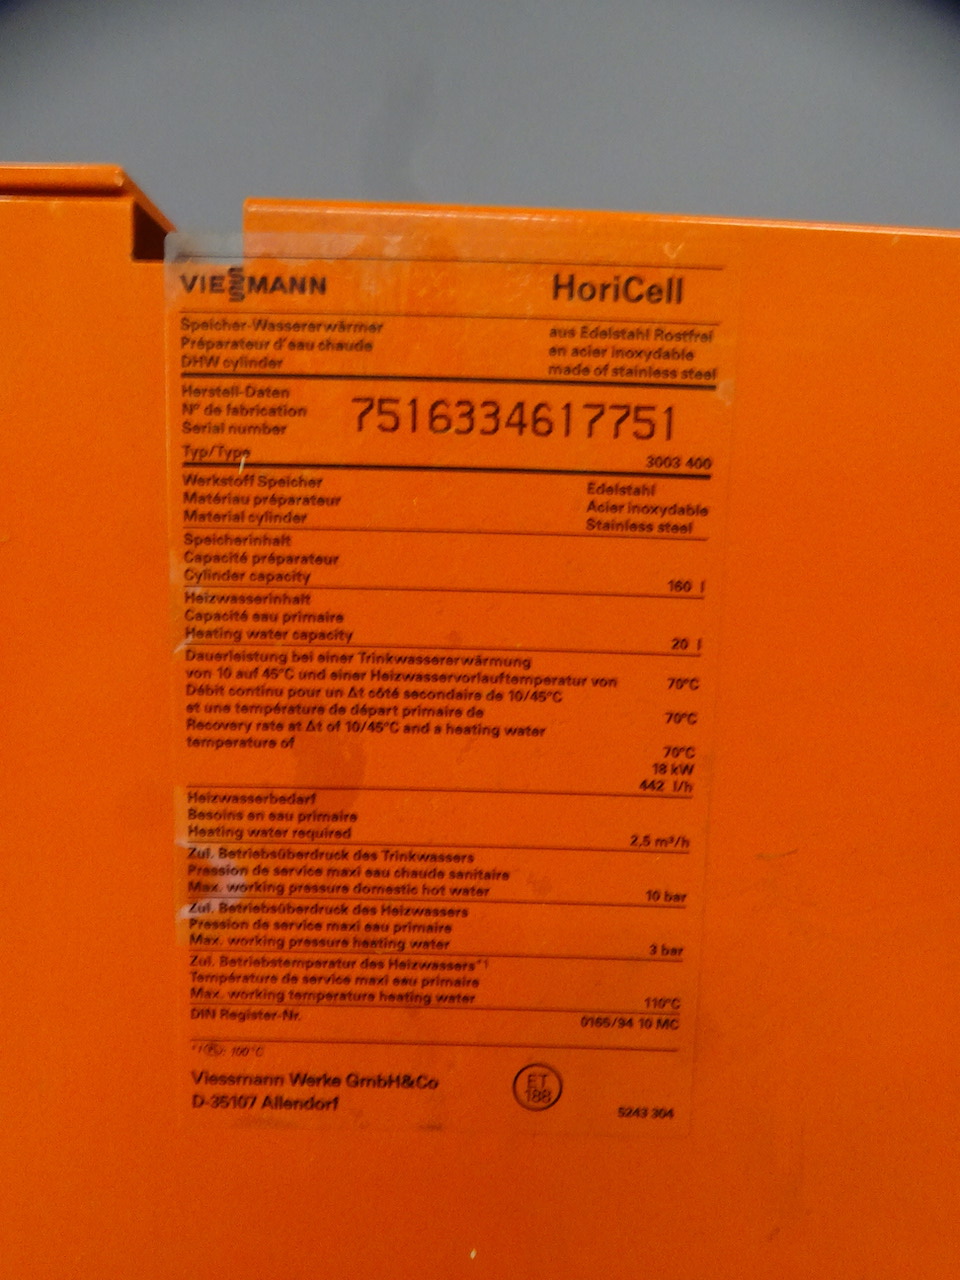 VIESSMANN HoriCell
Speicher-Wassererwärmer
Préparateur d'eau chaude
DHW cylinder
aus Edelstahl Rostfrei
en acier inoxydable
made of stainless steel
Herstell-Daten
N° de fabrication
Serial number
7516334617751
Typ/Type 3003 400
Werkstoff Speicher
Matériau préparateur
Material cylinder
Edelstahl
Acier inoxydable
Stainless steel
Speicherinhalt
Capacité préparateur
Cylinder capacity 160 l
Heizwasserinhalt
Capacité eau primaire
Heating water capacity 20 l
Dauerleistung bei einer Trinkwassererwärmung
von 10 auf 45°C und einer Heizwasservorlauftemperatur von 70°C
Débit continu pour un Δt côté secondaire de 10/45°C
et une température de départ primaire de 70°C
Recovery rate at Δt of 10/45°C and a heating water
temperature of 70°C
18 kW
442 l/h
Heizwasserbedarf
Besoins en eau primaire
Heating water required 2,5 m³/h
Zul. Betriebsüberdruck des Trinkwassers
Pression de service maxi eau chaude sanitaire
Max. working pressure domestic hot water 10 bar
Zul. Betriebsüberdruck des Heizwassers
Pression de service maxi eau primaire
Max. working pressure heating water 3 bar
Zul. Betriebstemperatur des Heizwassers*)
Température de service maxi eau primaire
Max. working temperature heating water 110°C
DIN Register-Nr. 0165/94 10 MC
100°C
Viessmann Werke GmbH&Co
D-35107 Allendorf
ET
188
5243 304